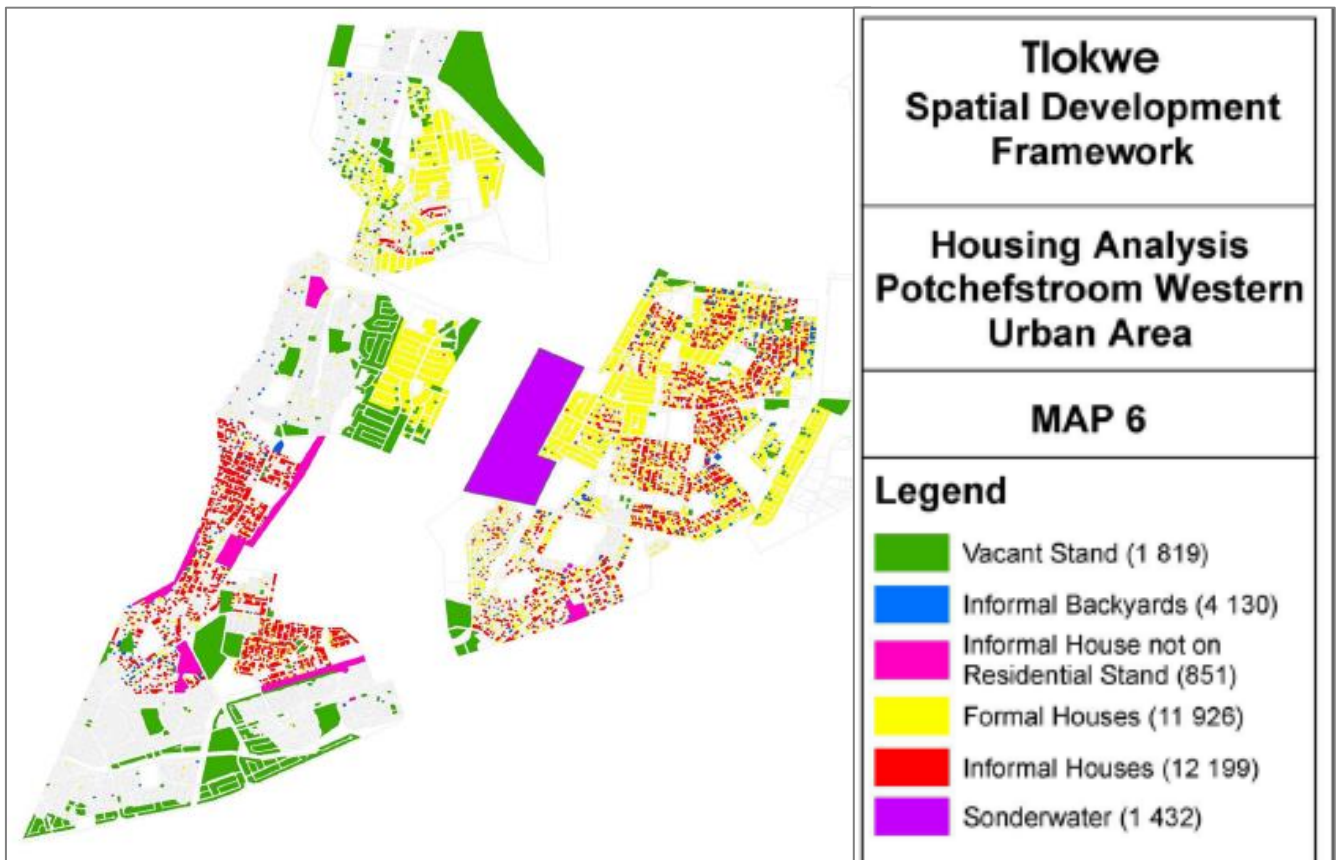 Tlokwe
Spatial Development
Framework
Housing Analysis
Potchefstroom Western
Urban Area
MAP 6
Legend
Vacant Stand (1 819)
Informal Backyards (4 130)
Informal House not on
Residential Stand (851)
Formal Houses (11 926)
Informal Houses (12 199)
Sonderwater (1 432)